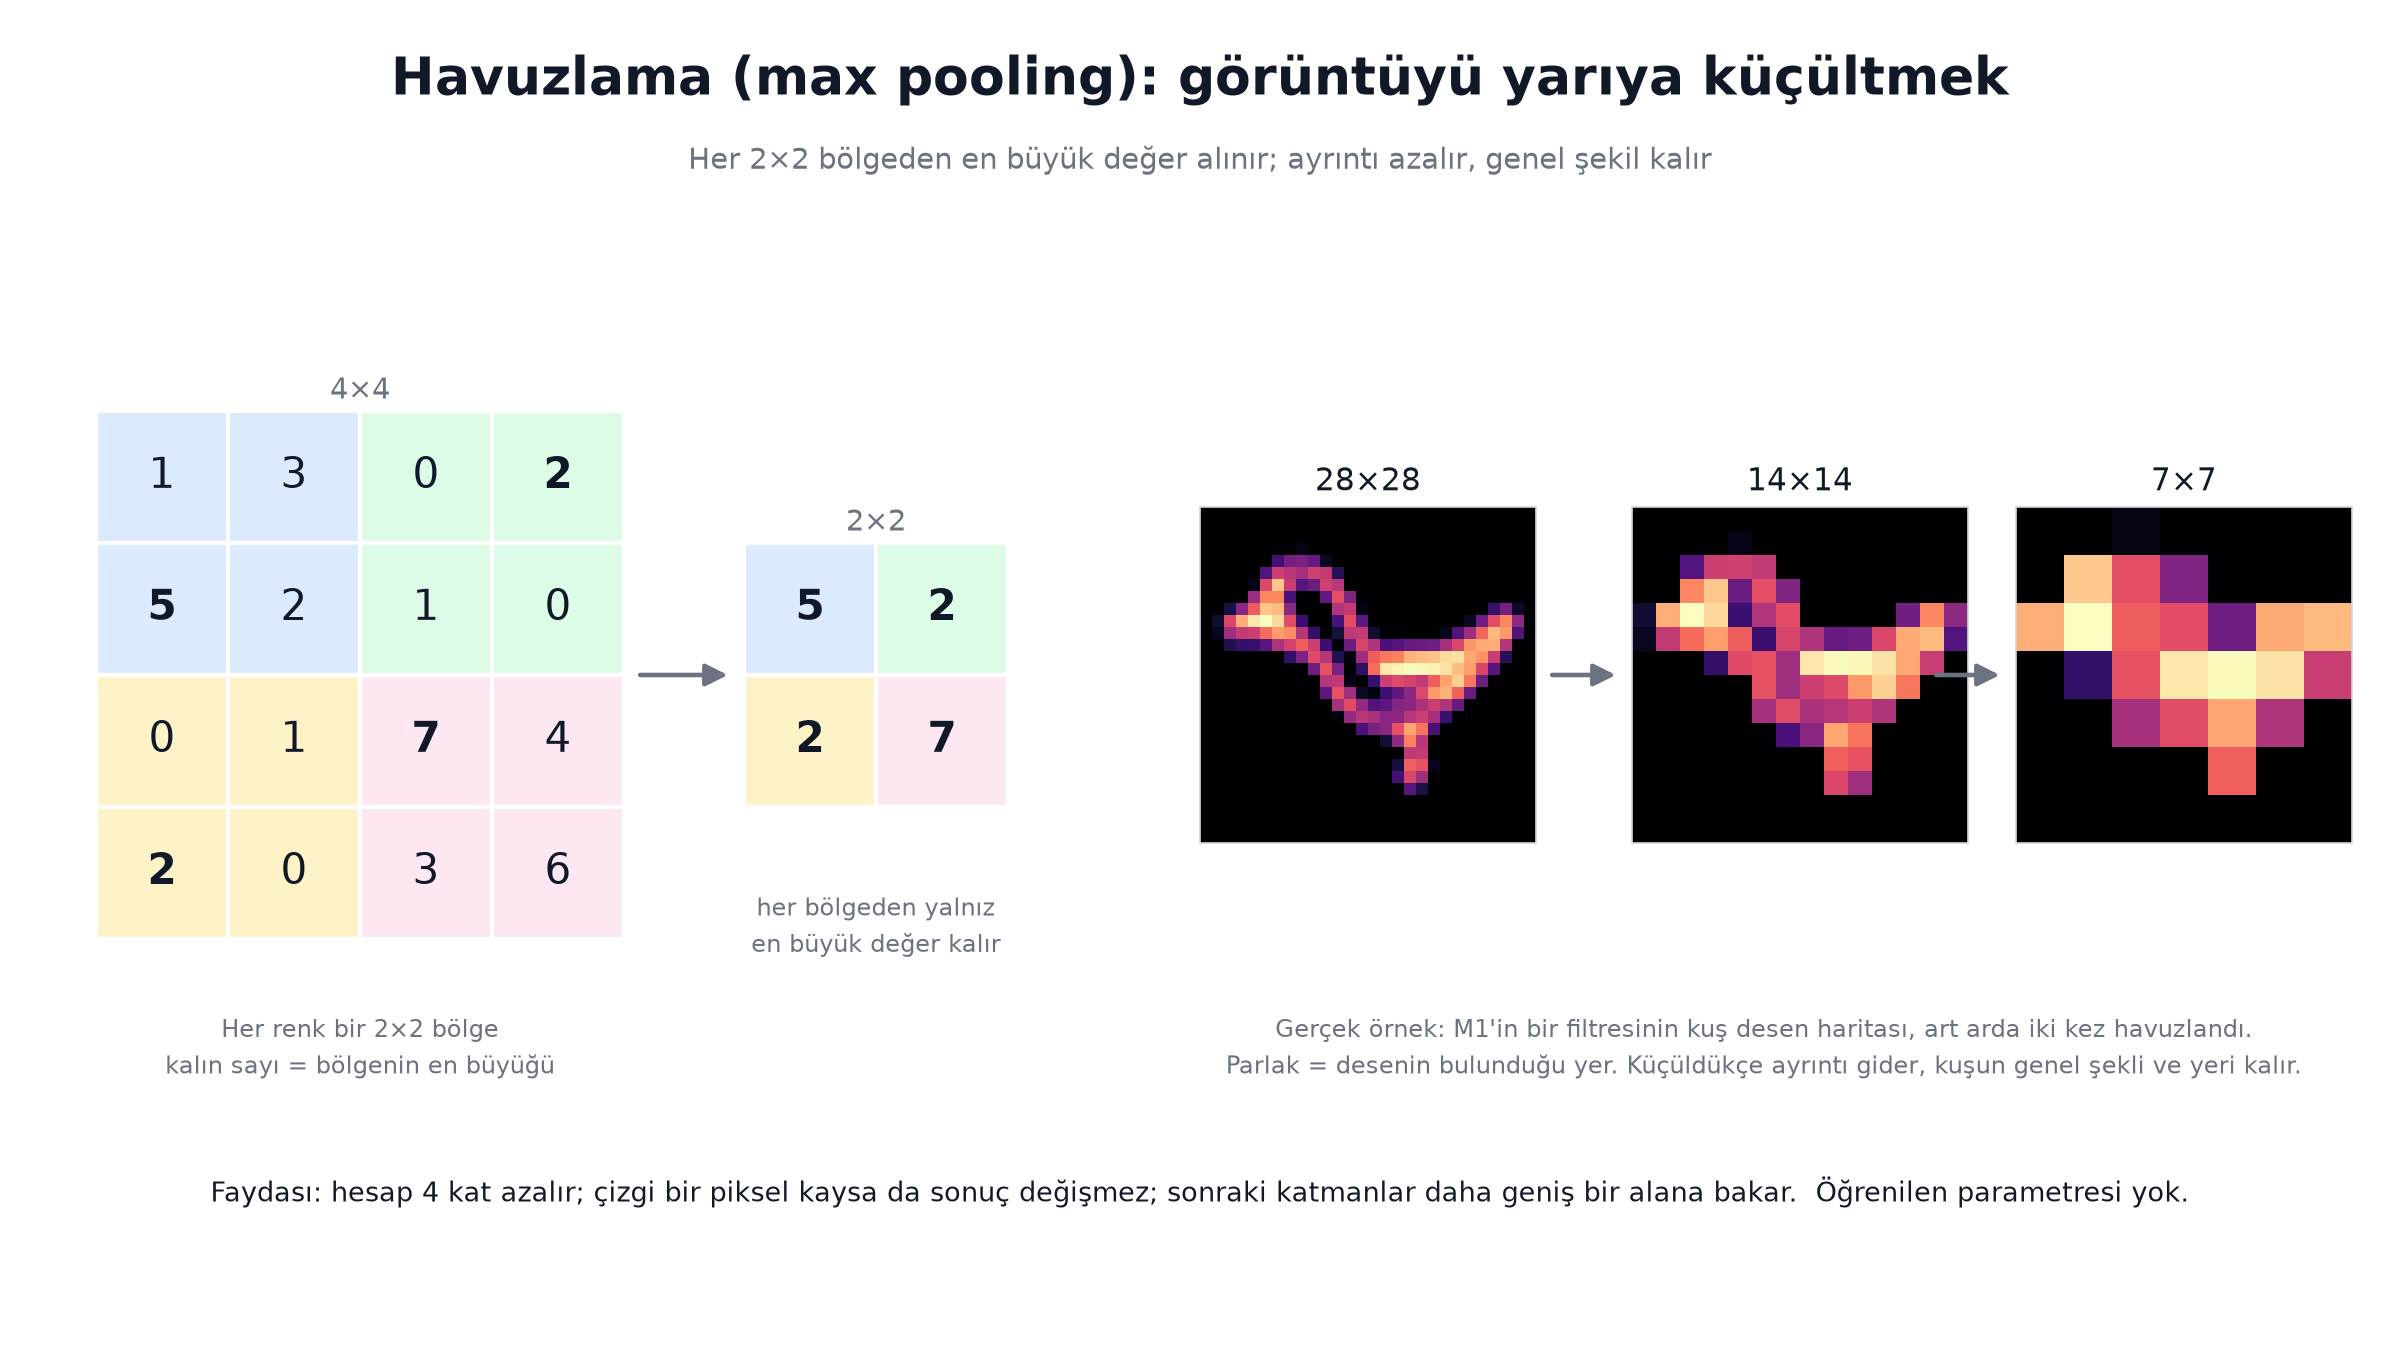 Havuzlama (max pooling): görüntüyü yarıya küçültmek
Her 2×2 bölgeden en büyük değer alınır; ayrıntı azalır, genel şekil kalır
4×4
1 3 0 2
5 2 1 0
0 1 7 4
2 0 3 6
2×2
5 2
2 7
her bölgeden yalnız
en büyük değer kalır
Her renk bir 2×2 bölge
kalın sayı = bölgenin en büyüğü
28×28
14×14
7×7
Gerçek örnek: M1'in bir filtresinin kuş desen haritası, art arda iki kez havuzlandı.
Parlak = desenin bulunduğu yer. Küçüldükçe ayrıntı gider, kuşun genel şekli ve yeri kalır.
Faydası: hesap 4 kat azalır; çizgi bir piksel kaysa da sonuç değişmez; sonraki katmanlar daha geniş bir alana bakar.  Öğrenilen parametresi yok.